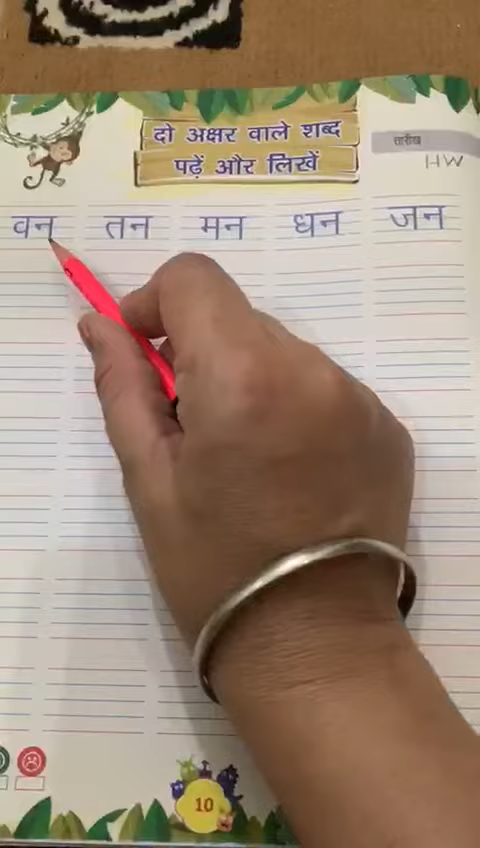 दो अक्षर वाले शब्द
पढ़ें और लिखें
तारीख
HW
वन तन मन धन जन
10